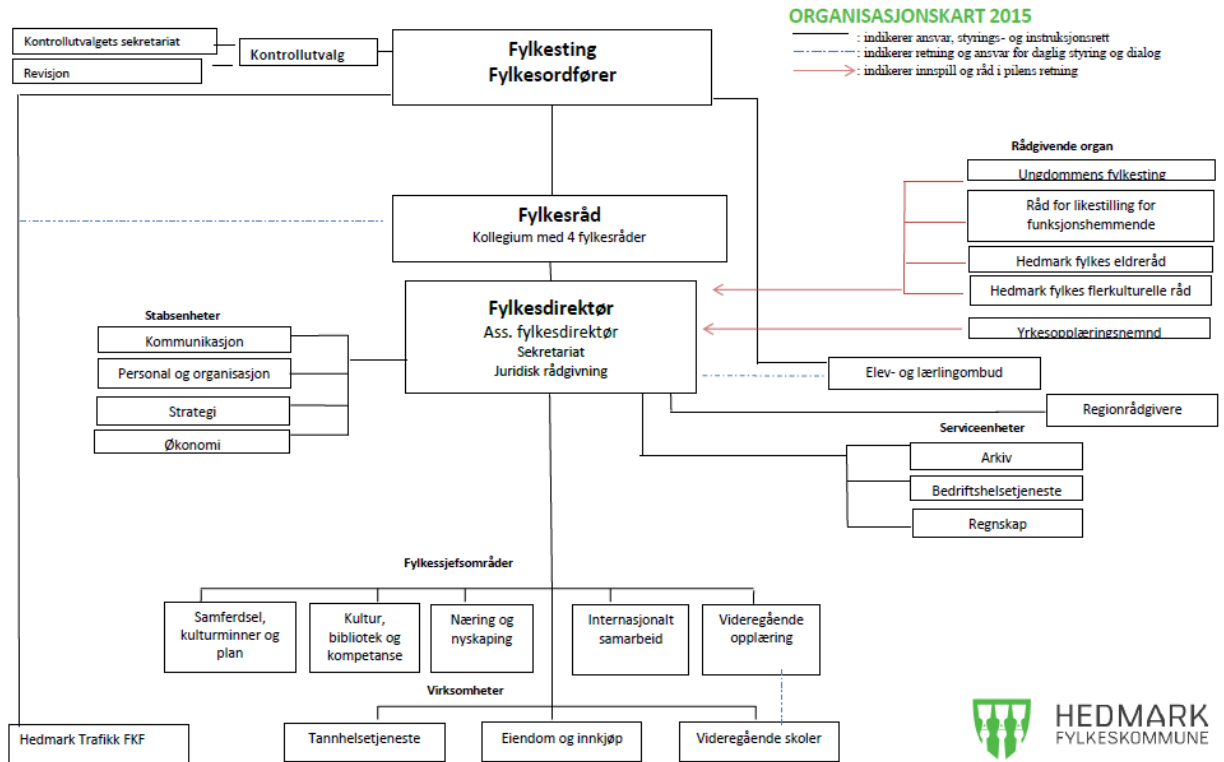 ORGANISASJONSKART 2015
: indikerer ansvar, styrings- og instruksjonsrett
: indikerer retning og ansvar for daglig styring og dialog
: indikerer innspill og råd i pilens retning
Kontrollutvalgets sekretariat
Revisjon
Kontrollutvalg
Fylkesting
Fylkesordfører
Rådgivende organ
Ungdommens fylkesting
Råd for likestilling for
funksjonshemmende
Hedmark fylkes eldreråd
Hedmark fylkes flerkulturelle råd
Yrkesopplæringsnemnd
Fylkesråd
Kollegium med 4 fylkesråder
Fylkesdirektør
Ass. fylkesdirektør
Sekretariat
Juridisk rådgivning
Stabsenheter
Kommunikasjon
Personal og organisasjon
Strategi
Økonomi
Elev- og lærlingombud
Regionrådgivere
Serviceenheter
Arkiv
Bedriftshelsetjeneste
Regnskap
Fylkessjefsområder
Samferdsel,
kulturminner og
plan
Kultur,
bibliotek og
kompetanse
Næring og
nyskaping
Internasjonalt
samarbeid
Videregående
opplæring
Virksomheter
Hedmark Trafikk FKF
Tannhelsetjeneste
Eiendom og innkjøp
Videregående skoler
HEDMARK
FYLKESKOMMUNE